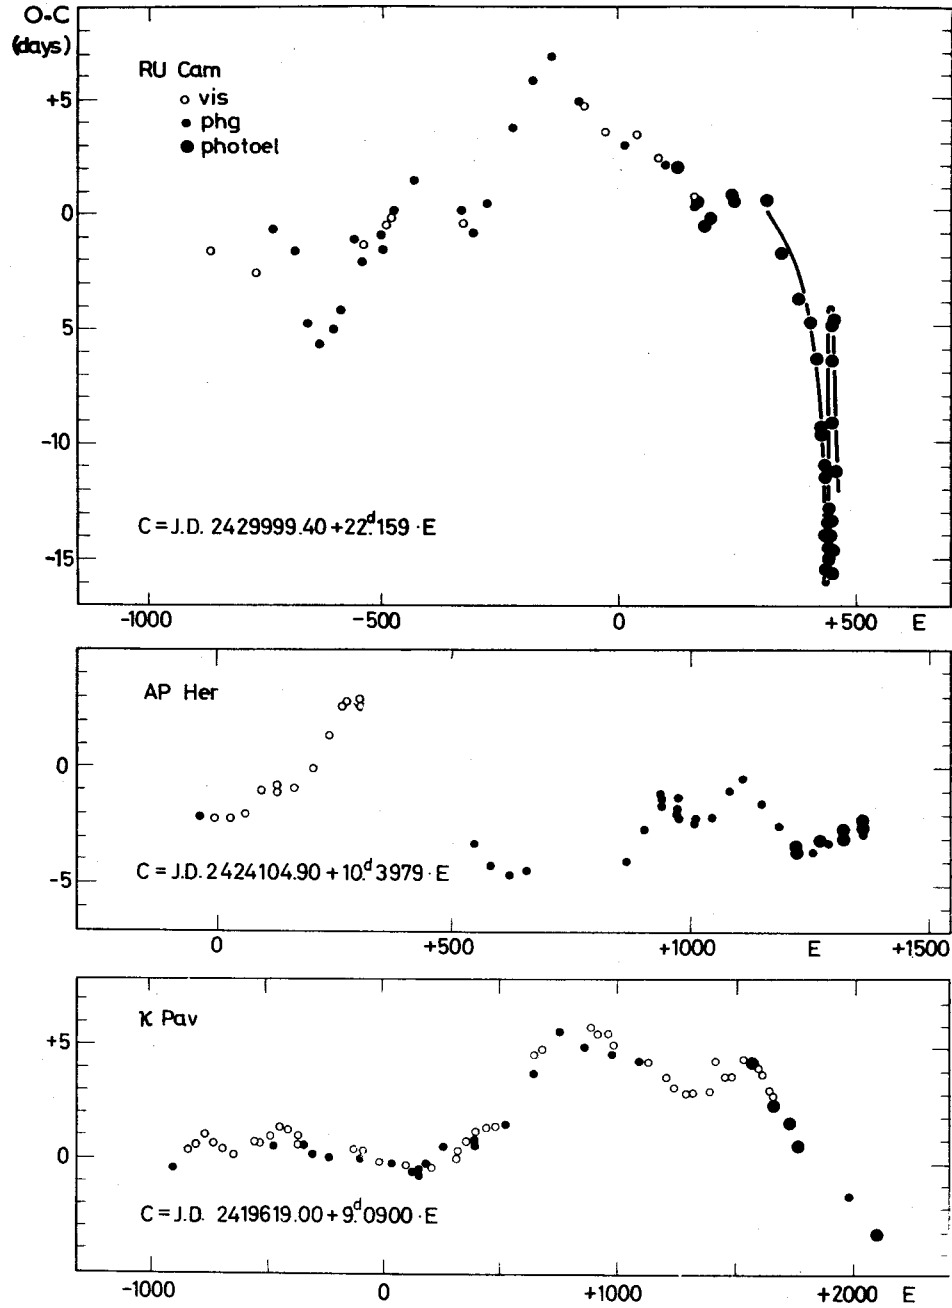 O-C
(days)
RU Cam
vis
phg
photoel
+5
0
5
-10
-15
C = J.D. 2429999.40 + 22.ᵈ159 · E
-1000
-500
0
+500
E
AP Her
0
-5
C = J.D. 2424104.90 + 10.ᵈ3979 · E
0
+500
+1000
E
+1500
κ Pav
+5
0
C = J.D. 2419619.00 + 9.ᵈ0900 · E
-1000
0
+1000
+2000
E